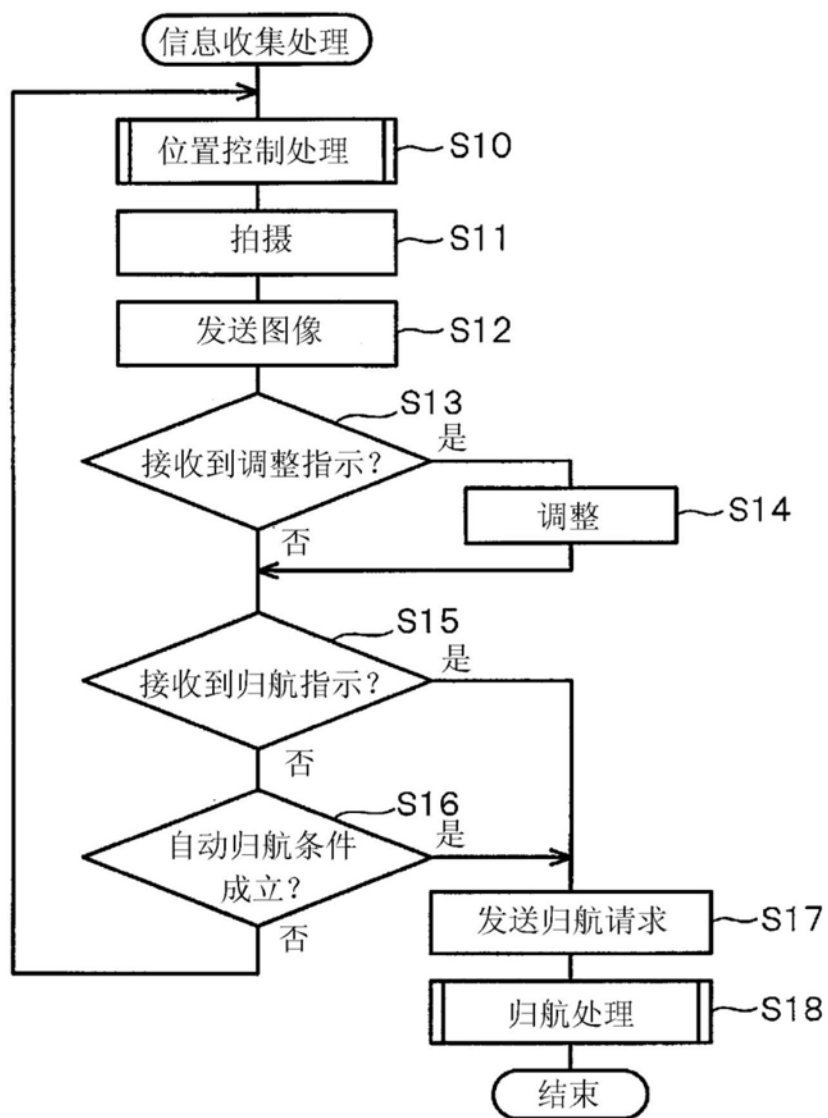 信息收集处理
位置控制处理
S10
拍摄
S11
发送图像
S12
S13
接收到调整指示?
是
调整
S14
否
S15
接收到归航指示?
是
否
S16
自动归航条件
成立?
是
否
发送归航请求
S17
归航处理
S18
结束